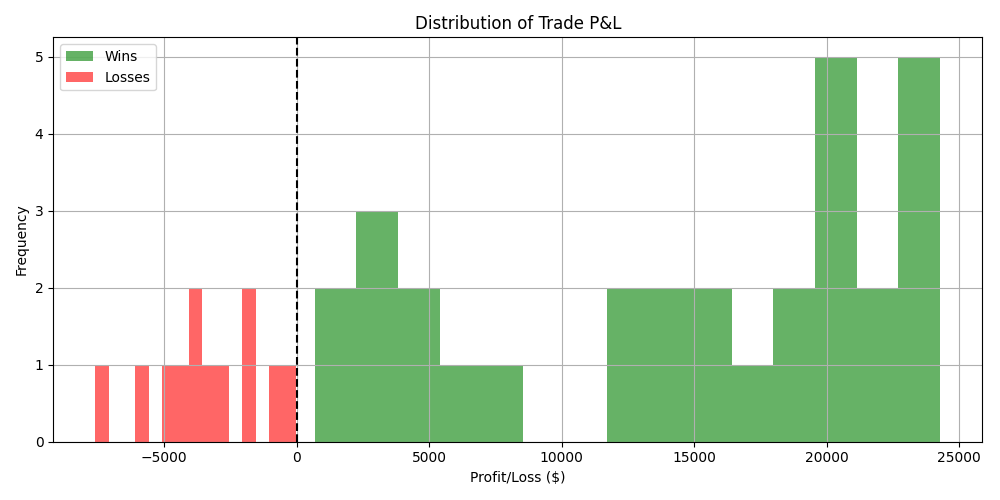 Distribution of Trade P&L
Wins
Losses
Frequency
5
4
3
2
1
0
−5000
0
5000
10000
15000
20000
25000
Profit/Loss ($)